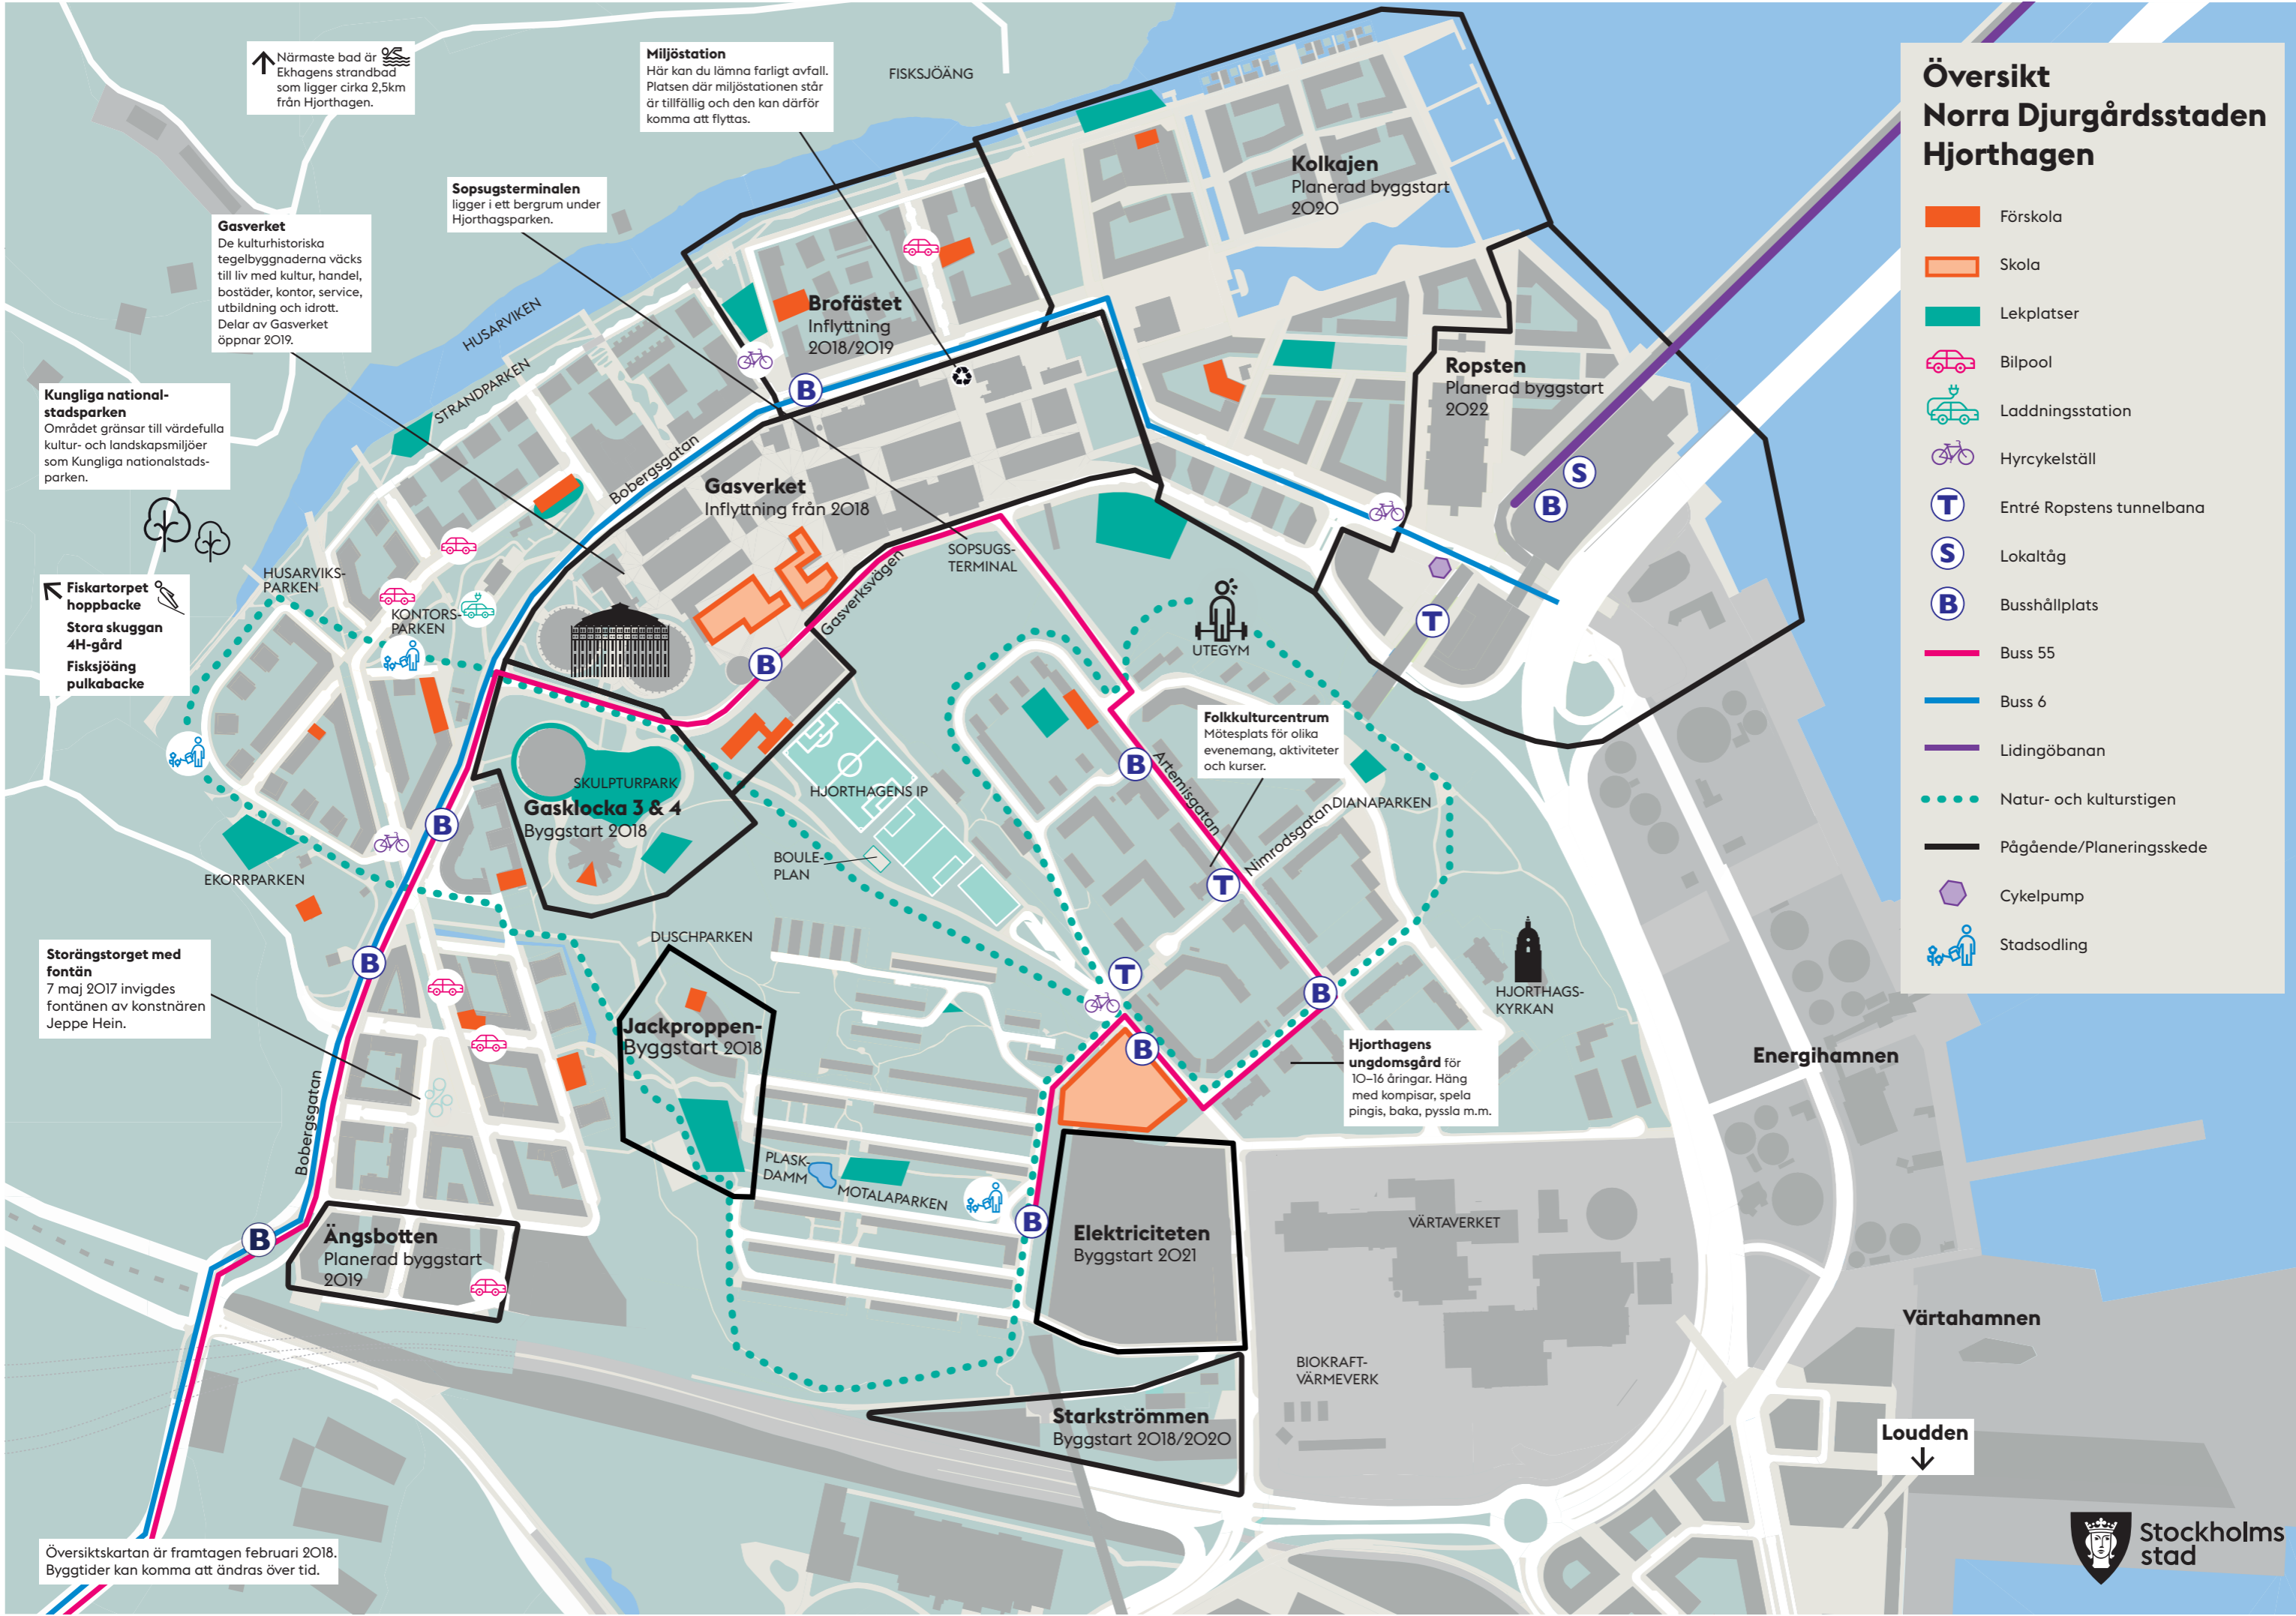 Översikt
Norra Djurgårdsstaden
Hjorthagen
Förskola
Skola
Lekplatser
Bilpool
Laddningsstation
Hyrcykelställ
T
Entré Ropstens tunnelbana
S
Lokaltåg
B
Busshållplats
Buss 55
Buss 6
Lidingöbanan
Natur- och kulturstigen
Pågående/Planeringsskede
Cykelpump
Stadsodling
Närmaste bad är
Ekhagens strandbad
som ligger cirka 2,5km
från Hjorthagen.
Miljöstation
Här kan du lämna farligt avfall.
Platsen där miljöstationen står
är tillfällig och den kan därför
komma att flyttas.
FISKSJÖÄNG
Kolkajen
Planerad byggstart
2020
Sopsugsterminalen
ligger i ett bergrum under
Hjorthagsparken.
Gasverket
De kulturhistoriska
tegelbyggnaderna väcks
till liv med kultur, handel,
bostäder, kontor, service,
utbildning och idrott.
Delar av Gasverket
öppnar 2019.
HUSARVIKEN
STRANDPARKEN
Brofästet
Inflyttning
2018/2019
B
Ropsten
Planerad byggstart
2022
S
B
Kungliga national-
stadsparken
Området gränsar till värdefulla
kultur- och landskapsmiljöer
som Kungliga nationalstads-
parken.
Bobergsgatan
Gasverket
Inflyttning från 2018
SOPSUGS-
TERMINAL
Gasverksvägen
HUSARVIKS-
PARKEN
KONTORS-
PARKEN
Fiskartorpet
hoppbacke
Stora skuggan
4H-gård
Fisksjöäng
pulkabacke
UTEGYM
T
B
Folkkulturcentrum
Mötesplats för olika
evenemang, aktiviteter
och kurser.
B
Artemisgatan
Nimrodsgatan
DIANAPARKEN
SKULPTURPARK
Gasklocka 3 & 4
Byggstart 2018
HJORTHAGENS IP
BOULE-
PLAN
B
EKORRPARKEN
T
DUSCHPARKEN
Storängstorget med
fontän
7 maj 2017 invigdes
fontänen av konstnären
Jeppe Hein.
B
T
B
HJORTHAGS-
KYRKAN
Jackproppen-
Byggstart 2018
B
Hjorthagens
ungdomsgård för
10–16 åringar. Häng
med kompisar, spela
pingis, baka, pyssla m.m.
Energihamnen
Bobergsgatan
PLASK-
DAMM
MOTALAPARKEN
B
Elektriciteten
Byggstart 2021
VÄRTAVERKET
B
Ängsbotten
Planerad byggstart
2019
Värtahamnen
BIOKRAFT-
VÄRMEVERK
Starkströmmen
Byggstart 2018/2020
Loudden
Översiktskartan är framtagen februari 2018.
Byggtider kan komma att ändras över tid.
Stockholms
stad